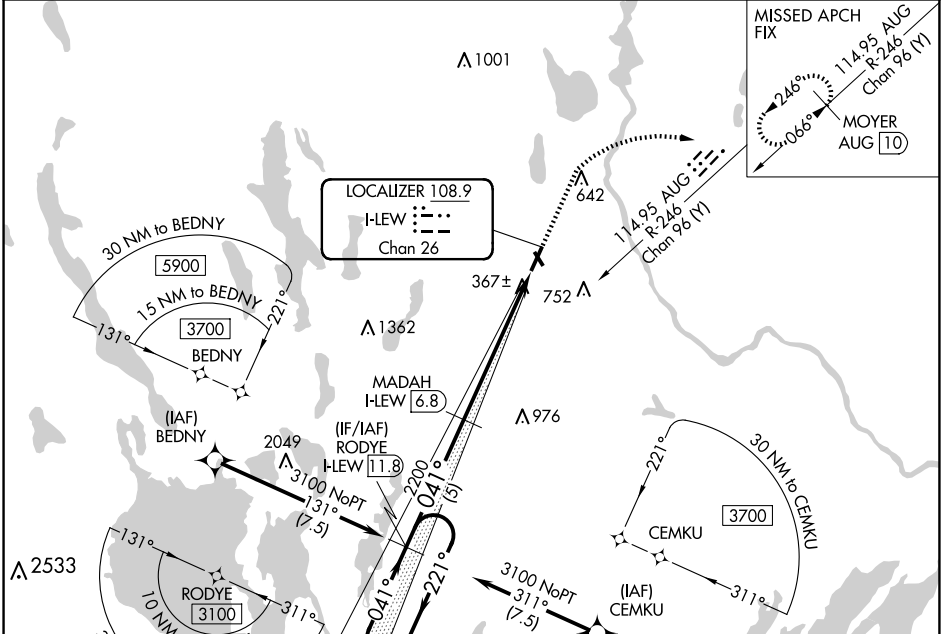 MISSED APCH
FIX
114.95 AUG
R-246
Chan 96 (Y)
246°
066°
MOYER
AUG 10
1001
LOCALIZER 108.9
I-LEW
Chan 26
642
114.95 AUG
R-246
Chan 96 (Y)
367±
752
30 NM to BEDNY
5900
15 NM to BEDNY
3700
131°
221°
BEDNY
1362
MADAH
I-LEW 6.8
976
(IAF)
BEDNY
2049
(IF/IAF)
RODYE
I-LEW 11.8
3100 NoPT
131°
(7.5)
2200
041°
(5)
30 NM to CEMKU
221°
3700
CEMKU
311°
2533
131°
RODYE
3100
311°
10 NM
041°
221°
3100 NoPT
311°
(7.5)
(IAF)
CEMKU